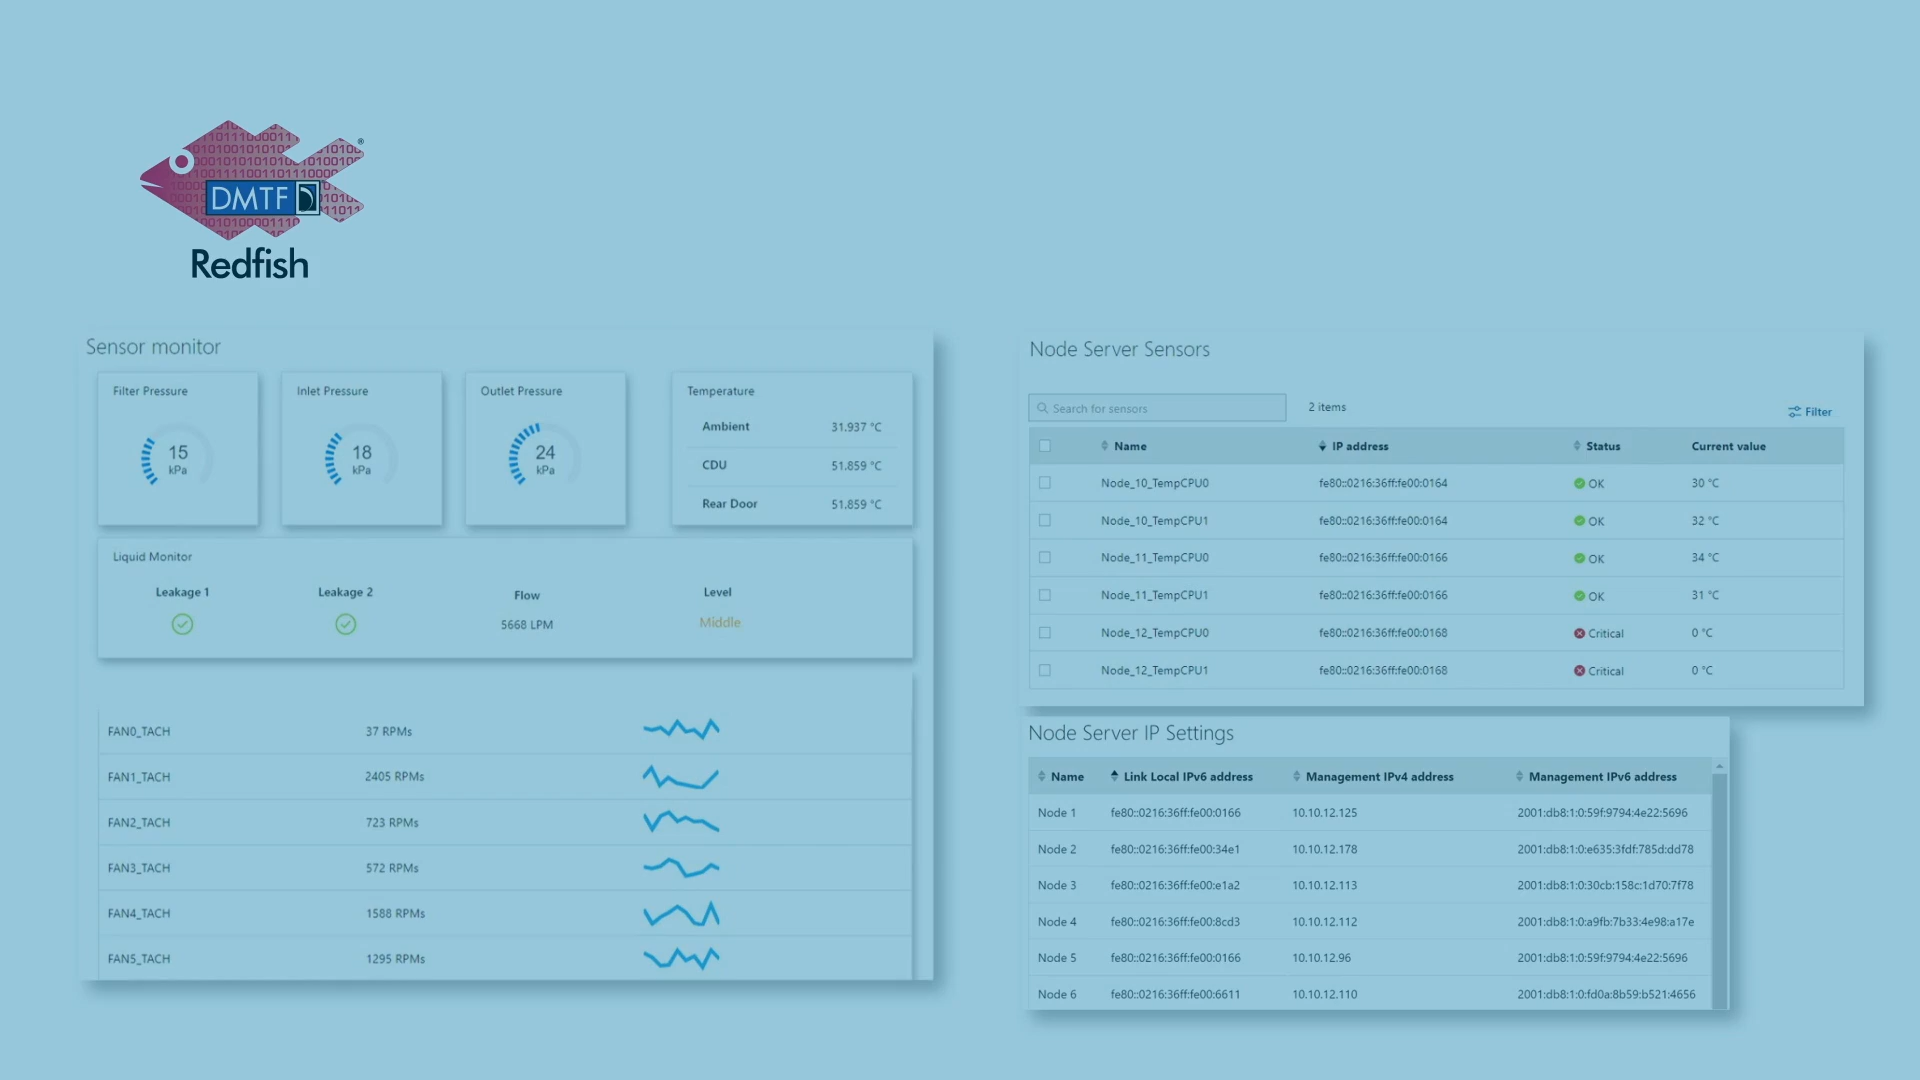 DMTF
Redfish
®
Sensor monitor
Filter Pressure
15
kPa
Inlet Pressure
18
kPa
Outlet Pressure
24
kPa
Temperature
Ambient 31.937 °C
CDU 51.859 °C
Rear Door 51.859 °C
Liquid Monitor
Leakage 1
Leakage 2
Flow
5668 LPM
Level
Middle
FAN0_TACH 37 RPMs
FAN1_TACH 2405 RPMs
FAN2_TACH 723 RPMs
FAN3_TACH 572 RPMs
FAN4_TACH 1588 RPMs
FAN5_TACH 1295 RPMs
Node Server Sensors
Search for sensors 2 items Filter
Name IP address Status Current value
Node_10_TempCPU0 fe80::0216:36ff:fe00:0164 OK 30 °C
Node_10_TempCPU1 fe80::0216:36ff:fe00:0164 OK 32 °C
Node_11_TempCPU0 fe80::0216:36ff:fe00:0166 OK 34 °C
Node_11_TempCPU1 fe80::0216:36ff:fe00:0166 OK 31 °C
Node_12_TempCPU0 fe80::0216:36ff:fe00:0168 Critical 0 °C
Node_12_TempCPU1 fe80::0216:36ff:fe00:0168 Critical 0 °C
Node Server IP Settings
Name Link Local IPv6 address Management IPv4 address Management IPv6 address
Node 1 fe80::0216:36ff:fe00:0166 10.10.12.125 2001:db8:1:0:59f:9794:4e22:5696
Node 2 fe80::0216:36ff:fe00:34e1 10.10.12.178 2001:db8:1:0:e635:3fdf:785d:dd78
Node 3 fe80::0216:36ff:fe00:e1a2 10.10.12.113 2001:db8:1:0:30cb:158c:1d70:7f78
Node 4 fe80::0216:36ff:fe00:8cd3 10.10.12.112 2001:db8:1:0:a9fb:7b33:4e98:a17e
Node 5 fe80::0216:36ff:fe00:0166 10.10.12.96 2001:db8:1:0:59f:9794:4e22:5696
Node 6 fe80::0216:36ff:fe00:6611 10.10.12.110 2001:db8:1:0:fd0a:8b59:b521:4656